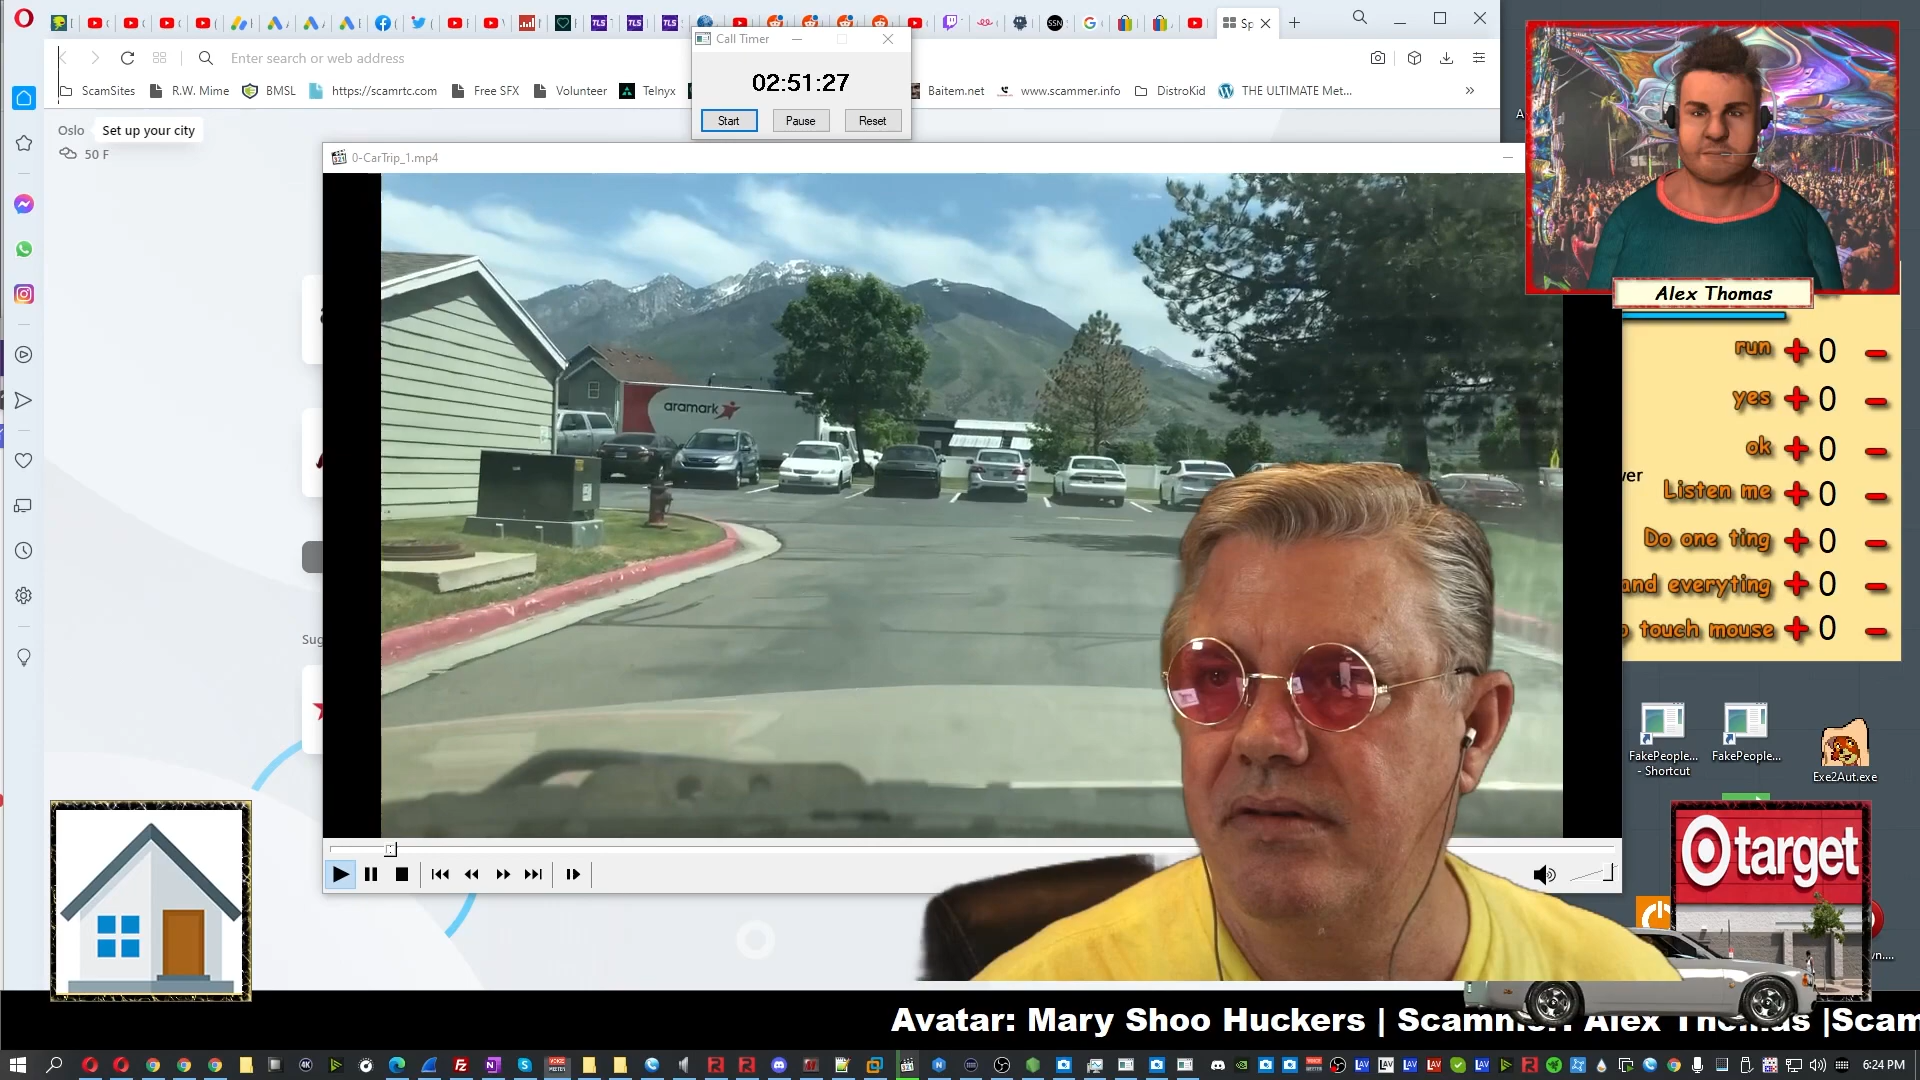 Call Timer
Enter search or web address
02:51:27
ScamSites
R.W. Mime
BMSL
https://scamrtc.com
Free SFX
Volunteer
Telnyx
Baitem.net
www.scammer.info
DistroKid
THE ULTIMATE Met...
Start
Pause
Reset
Oslo
Set up your city
50 F
0-CarTrip_1.mp4
aramark
Alex Thomas
run + 0 -
yes + 0 -
ok + 0 -
Listen me + 0 -
Do one ting + 0 -
and everyting + 0 -
touch mouse + 0 -
Sug
FakePeople...
- Shortcut
FakePeople...
Exe2Aut.exe
target
Avatar: Mary Shoo Huckers | Scammer: Alex Thomas |Scam
6:24 PM